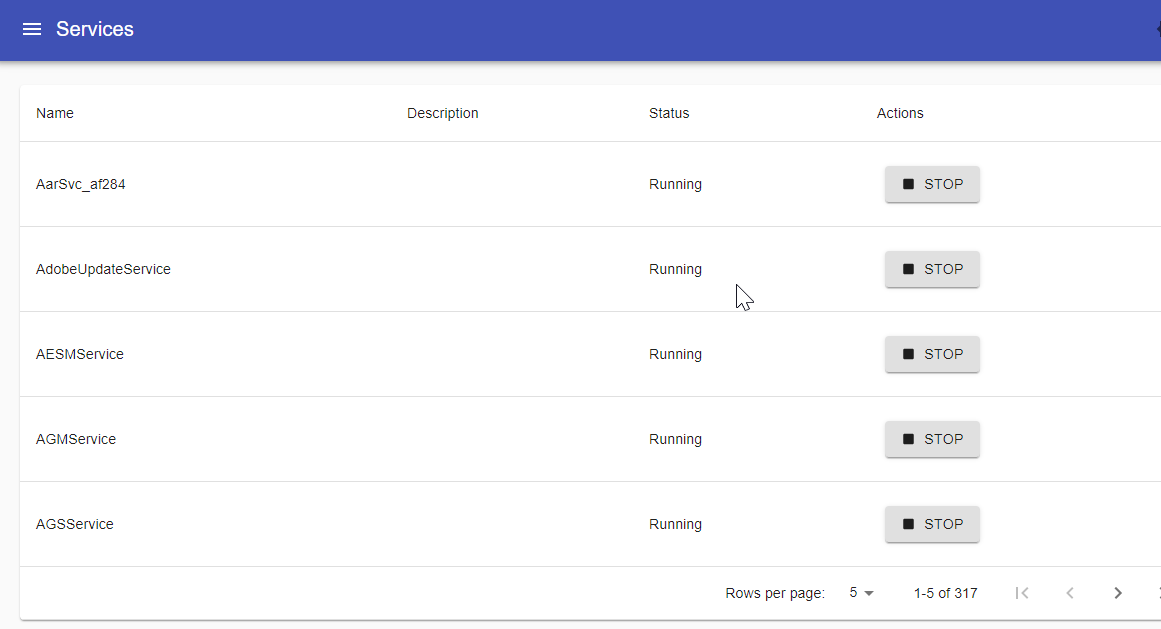 Services
Name Description Status Actions
AarSvc_af284 Running STOP
AdobeUpdateService Running STOP
AESMService Running STOP
AGMService Running STOP
AGSService Running STOP
Rows per page: 5 1-5 of 317